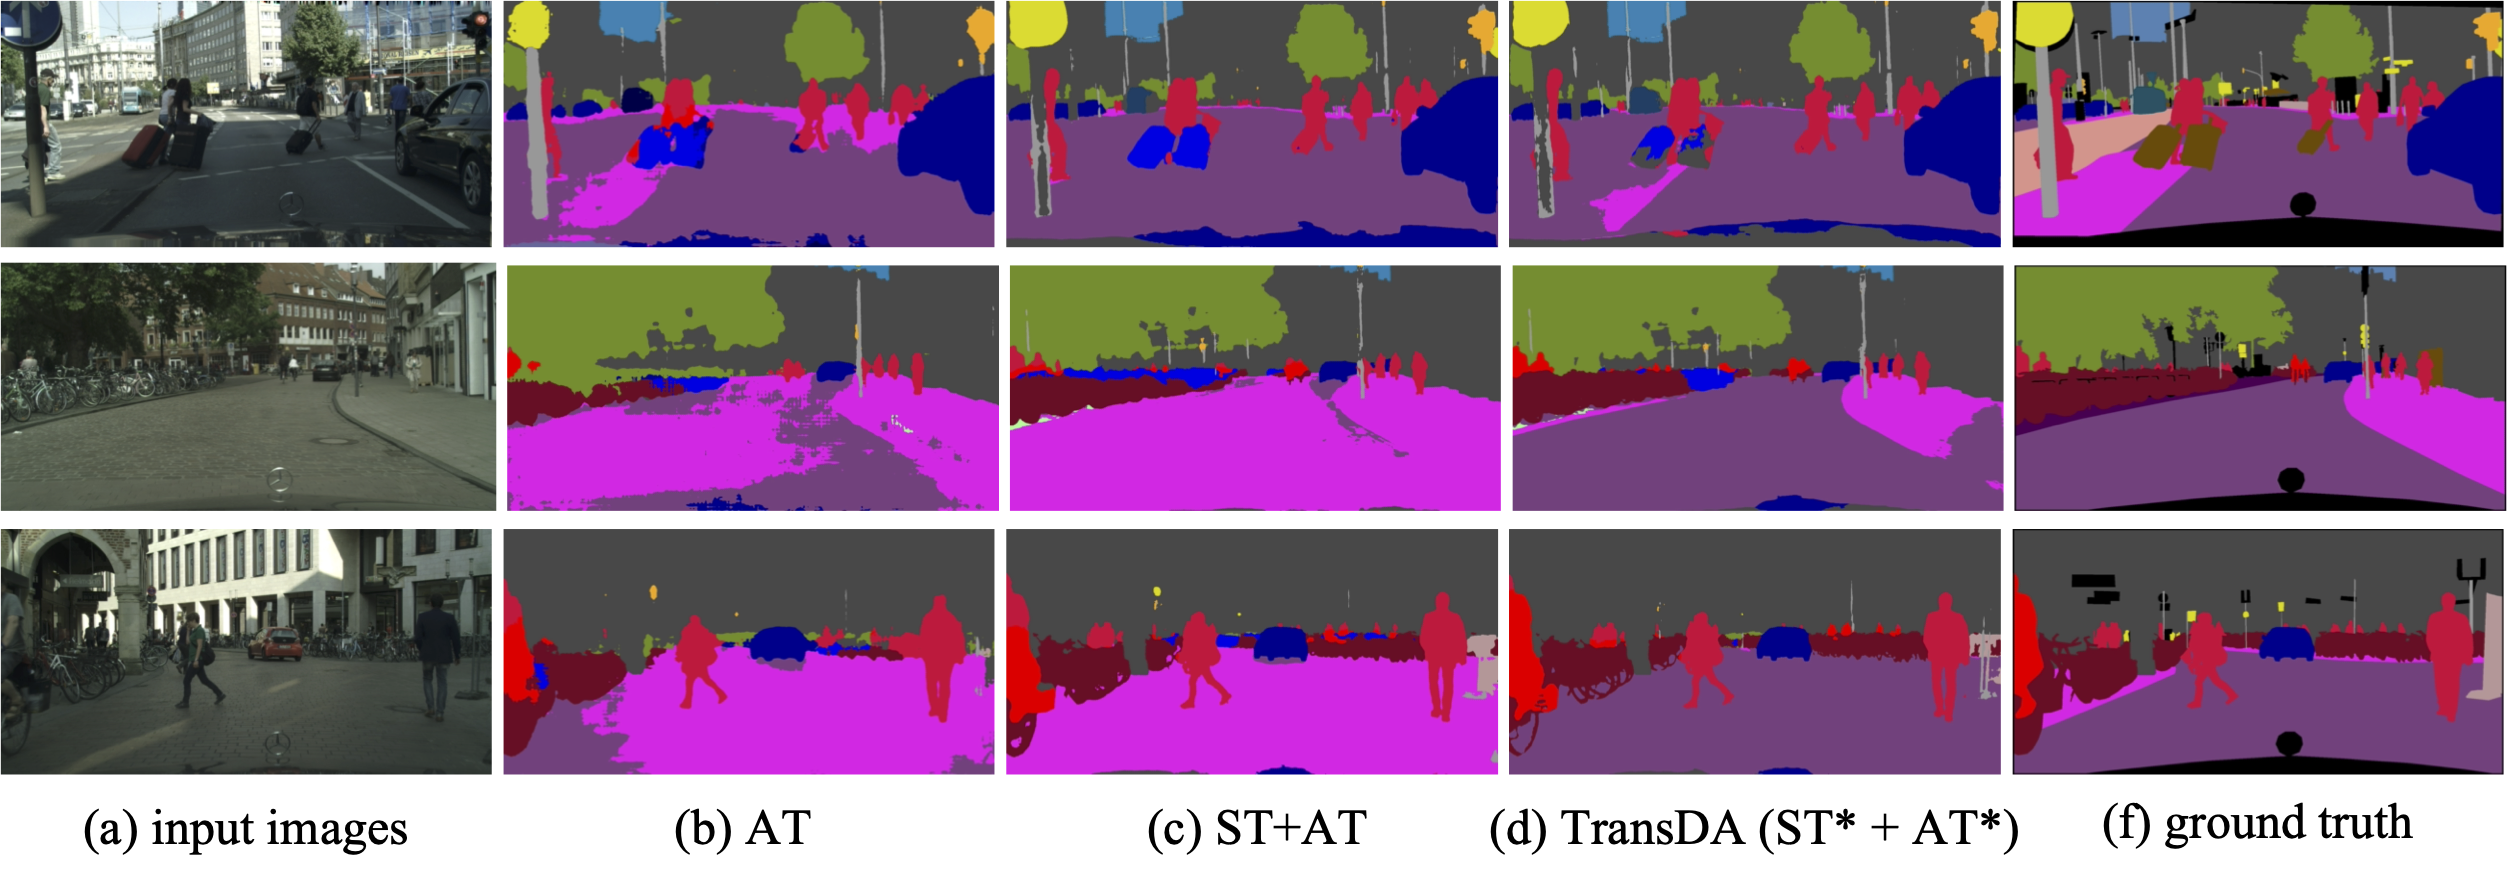 (a) input images
(b) AT
(c) ST+AT
(d) TransDA (ST* + AT*)
(f) ground truth